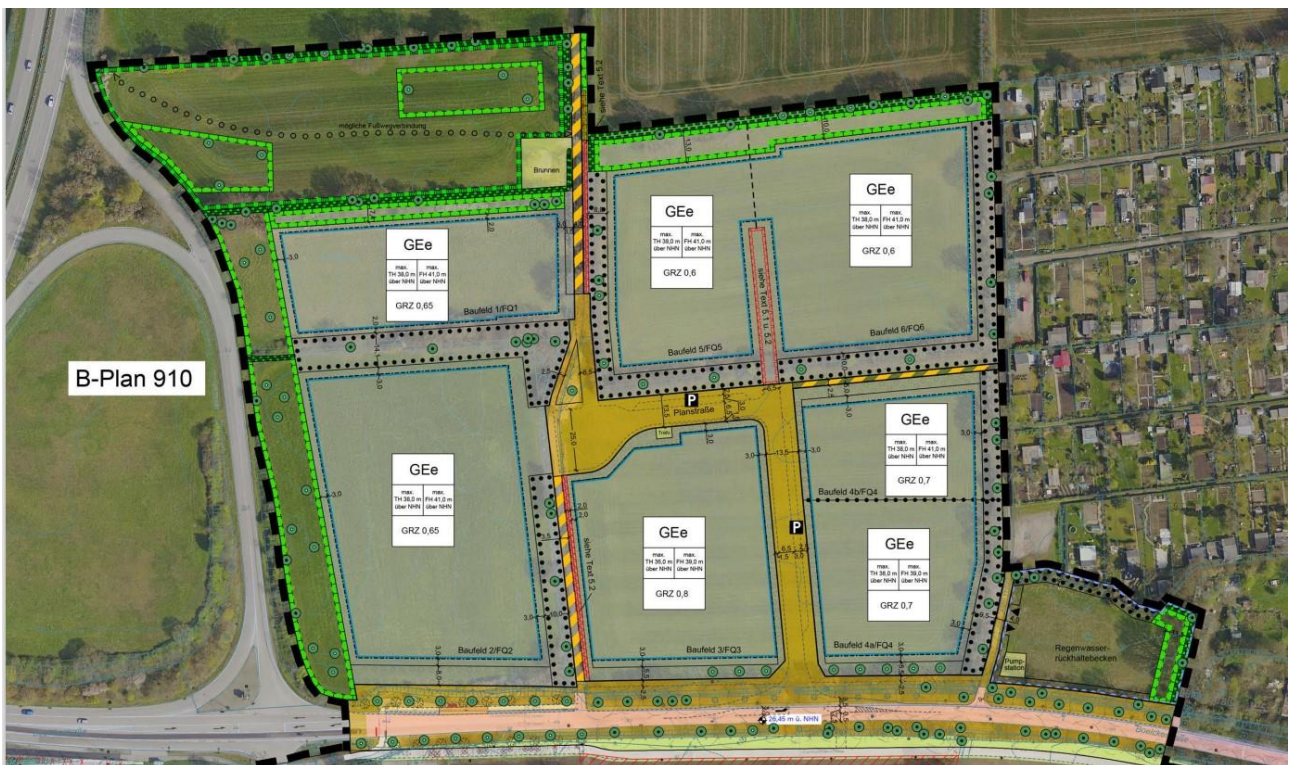 B-Plan 910
mögliche Fußwegverbindung
Brunnen
siehe Text 5.2
GEe
max.
TH 38,0 m
über NHN
max.
FH 41,0 m
über NHN
GRZ 0,65
Baufeld 1/FQ1
GEe
max.
TH 38,0 m
über NHN
max.
FH 41,0 m
über NHN
GRZ 0,6
Baufeld 5/FQ5
siehe Text 5.1 u. 5.2
GEe
max.
TH 38,0 m
über NHN
max.
FH 41,0 m
über NHN
GRZ 0,6
Baufeld 6/FQ6
P
Planstraße
Trafo
GEe
max.
TH 38,0 m
über NHN
max.
FH 41,0 m
über NHN
GRZ 0,65
Baufeld 2/FQ2
siehe Text 5.2
GEe
max.
TH 36,0 m
über NHN
max.
FH 39,0 m
über NHN
GRZ 0,8
Baufeld 3/FQ3
P
GEe
max.
TH 38,0 m
über NHN
max.
FH 41,0 m
über NHN
GRZ 0,7
Baufeld 4b/FQ4
GEe
max.
TH 36,0 m
über NHN
max.
FH 39,0 m
über NHN
GRZ 0,7
Baufeld 4a/FQ4
Pump-
station
Regenwasser-
rückhaltebecken
26,45 m ü. NHN